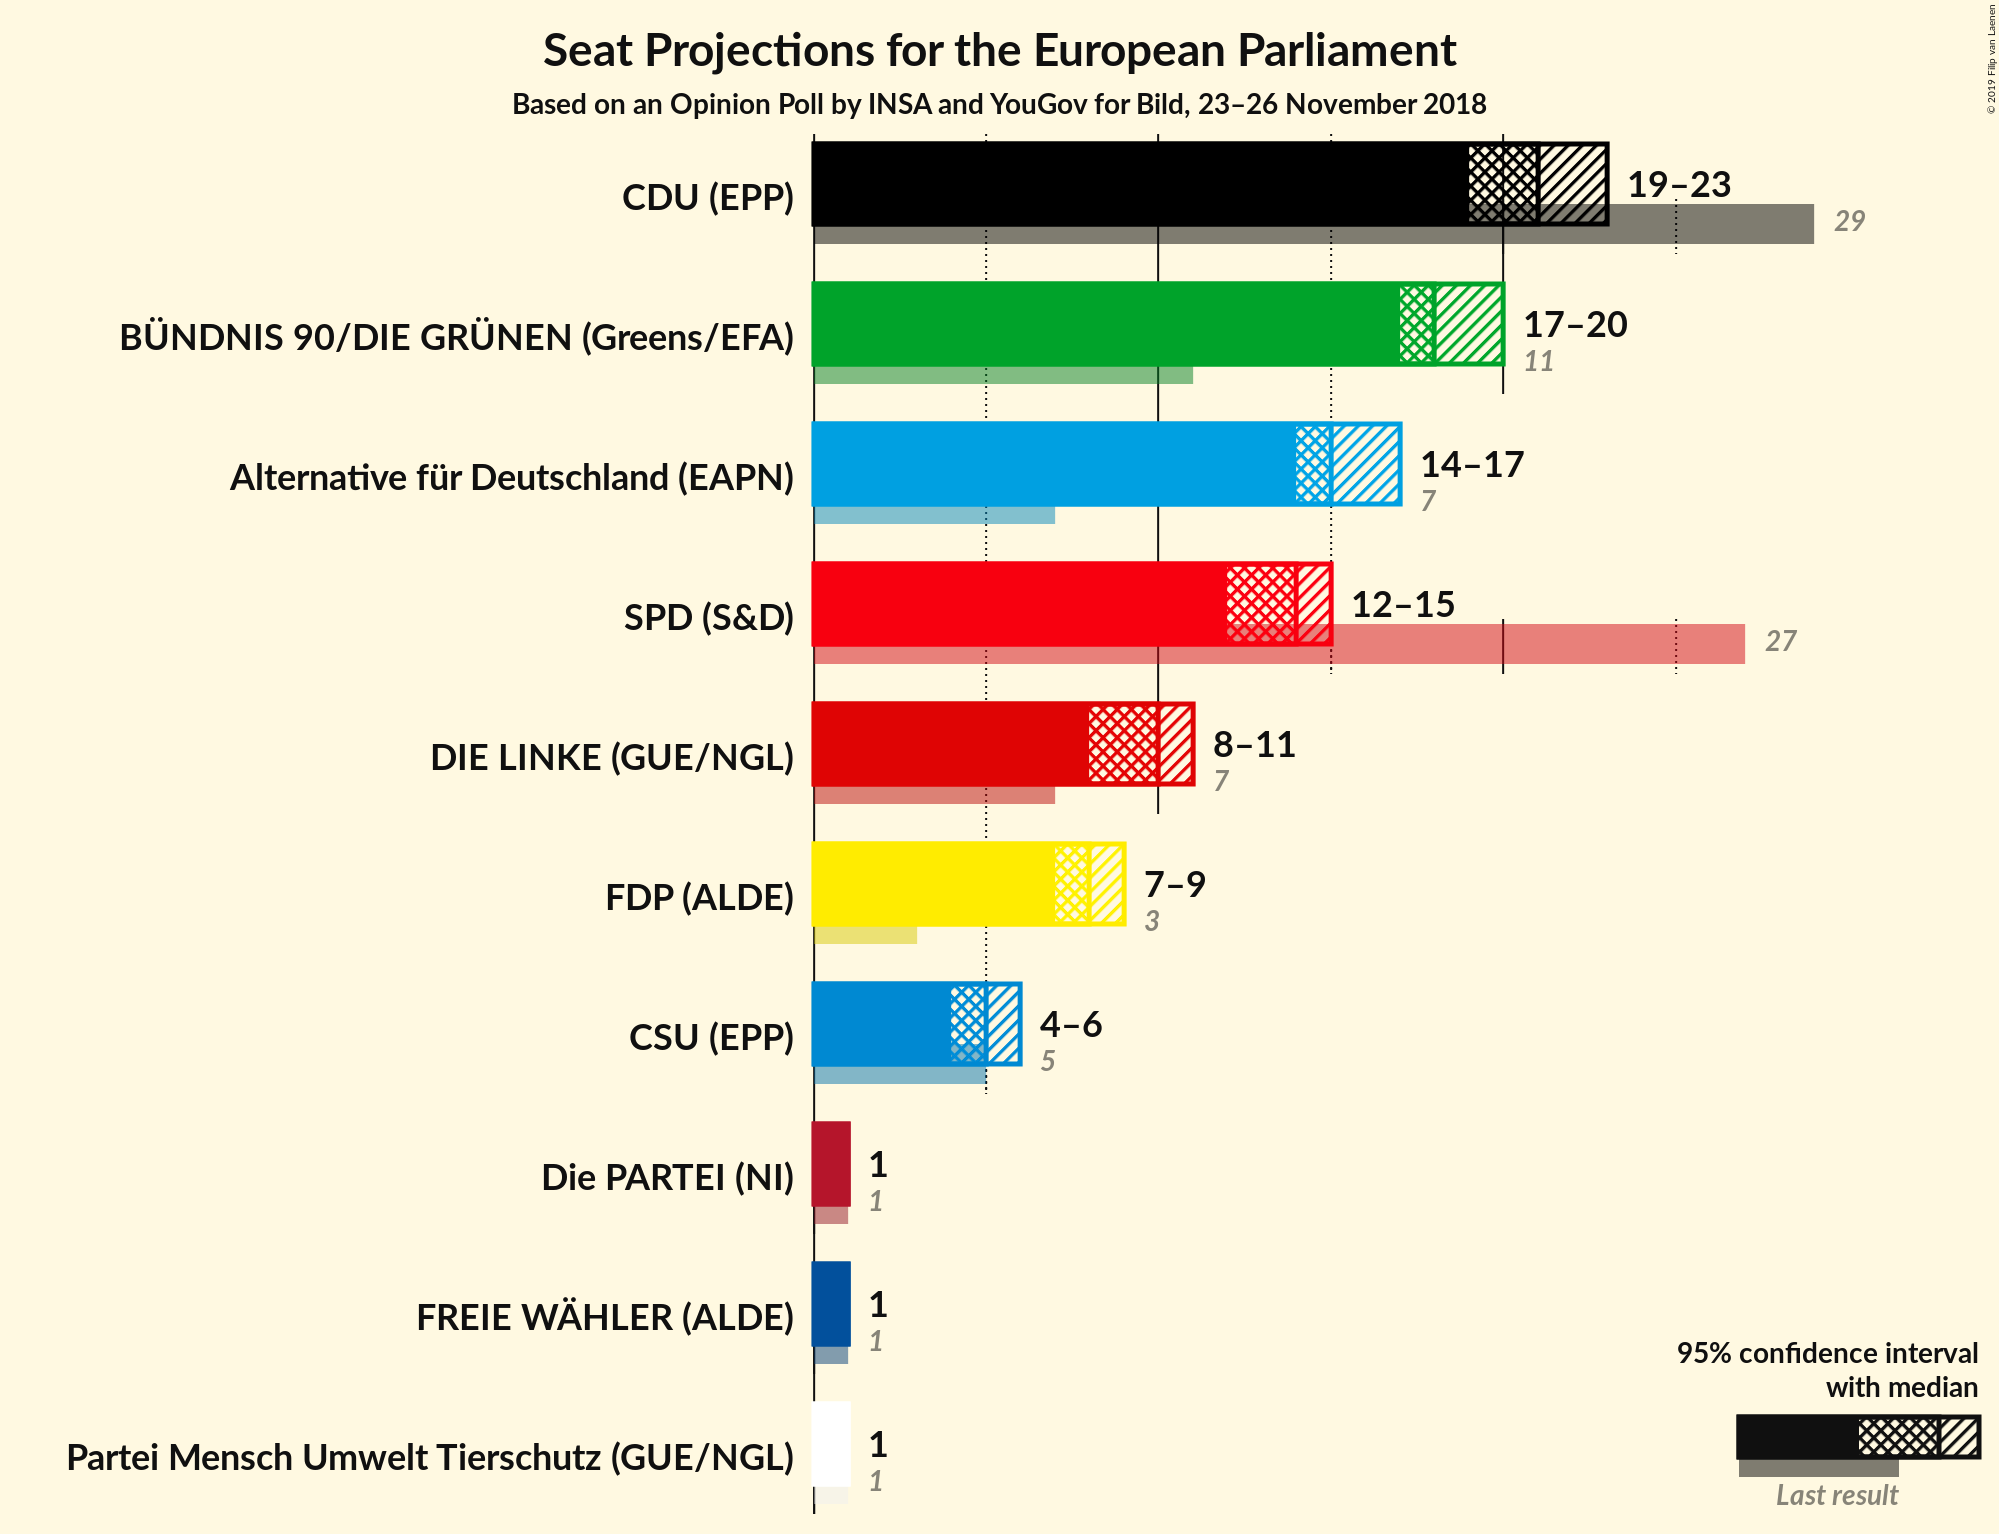 Seat Projections for the European Parliament
Based on an Opinion Poll by INSA and YouGov for Bild, 23–26 November 2018
© 2019 Filip van Laenen
CDU (EPP)
19–23
29
BÜNDNIS 90/DIE GRÜNEN (Greens/EFA)
17–20
11
Alternative für Deutschland (EAPN)
14–17
7
SPD (S&D)
12–15
27
DIE LINKE (GUE/NGL)
8–11
7
FDP (ALDE)
7–9
3
CSU (EPP)
4–6
5
Die PARTEI (NI)
1
1
FREIE WÄHLER (ALDE)
1
1
Partei Mensch Umwelt Tierschutz (GUE/NGL)
1
1
95% confidence interval
with median
Last result